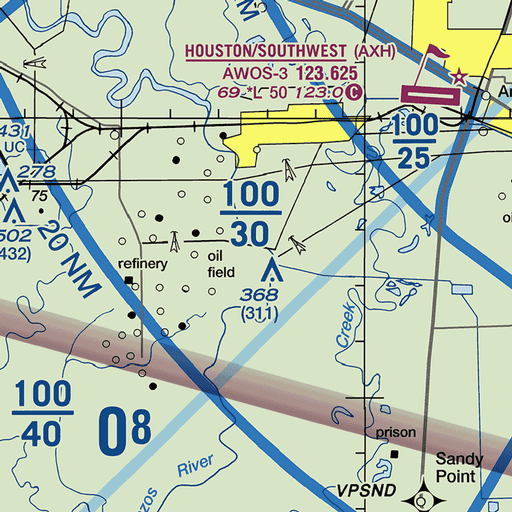 HOUSTON/SOUTHWEST (AXH)
AWOS-3 123.625
69 *L 50 123.0 C
100
25
431
UC
278
75
502
(432)
20 NM
100
30
oil
field
refinery
368
(311)
Creek
100
40
08
prison
River
Sandy
Point
VPSND